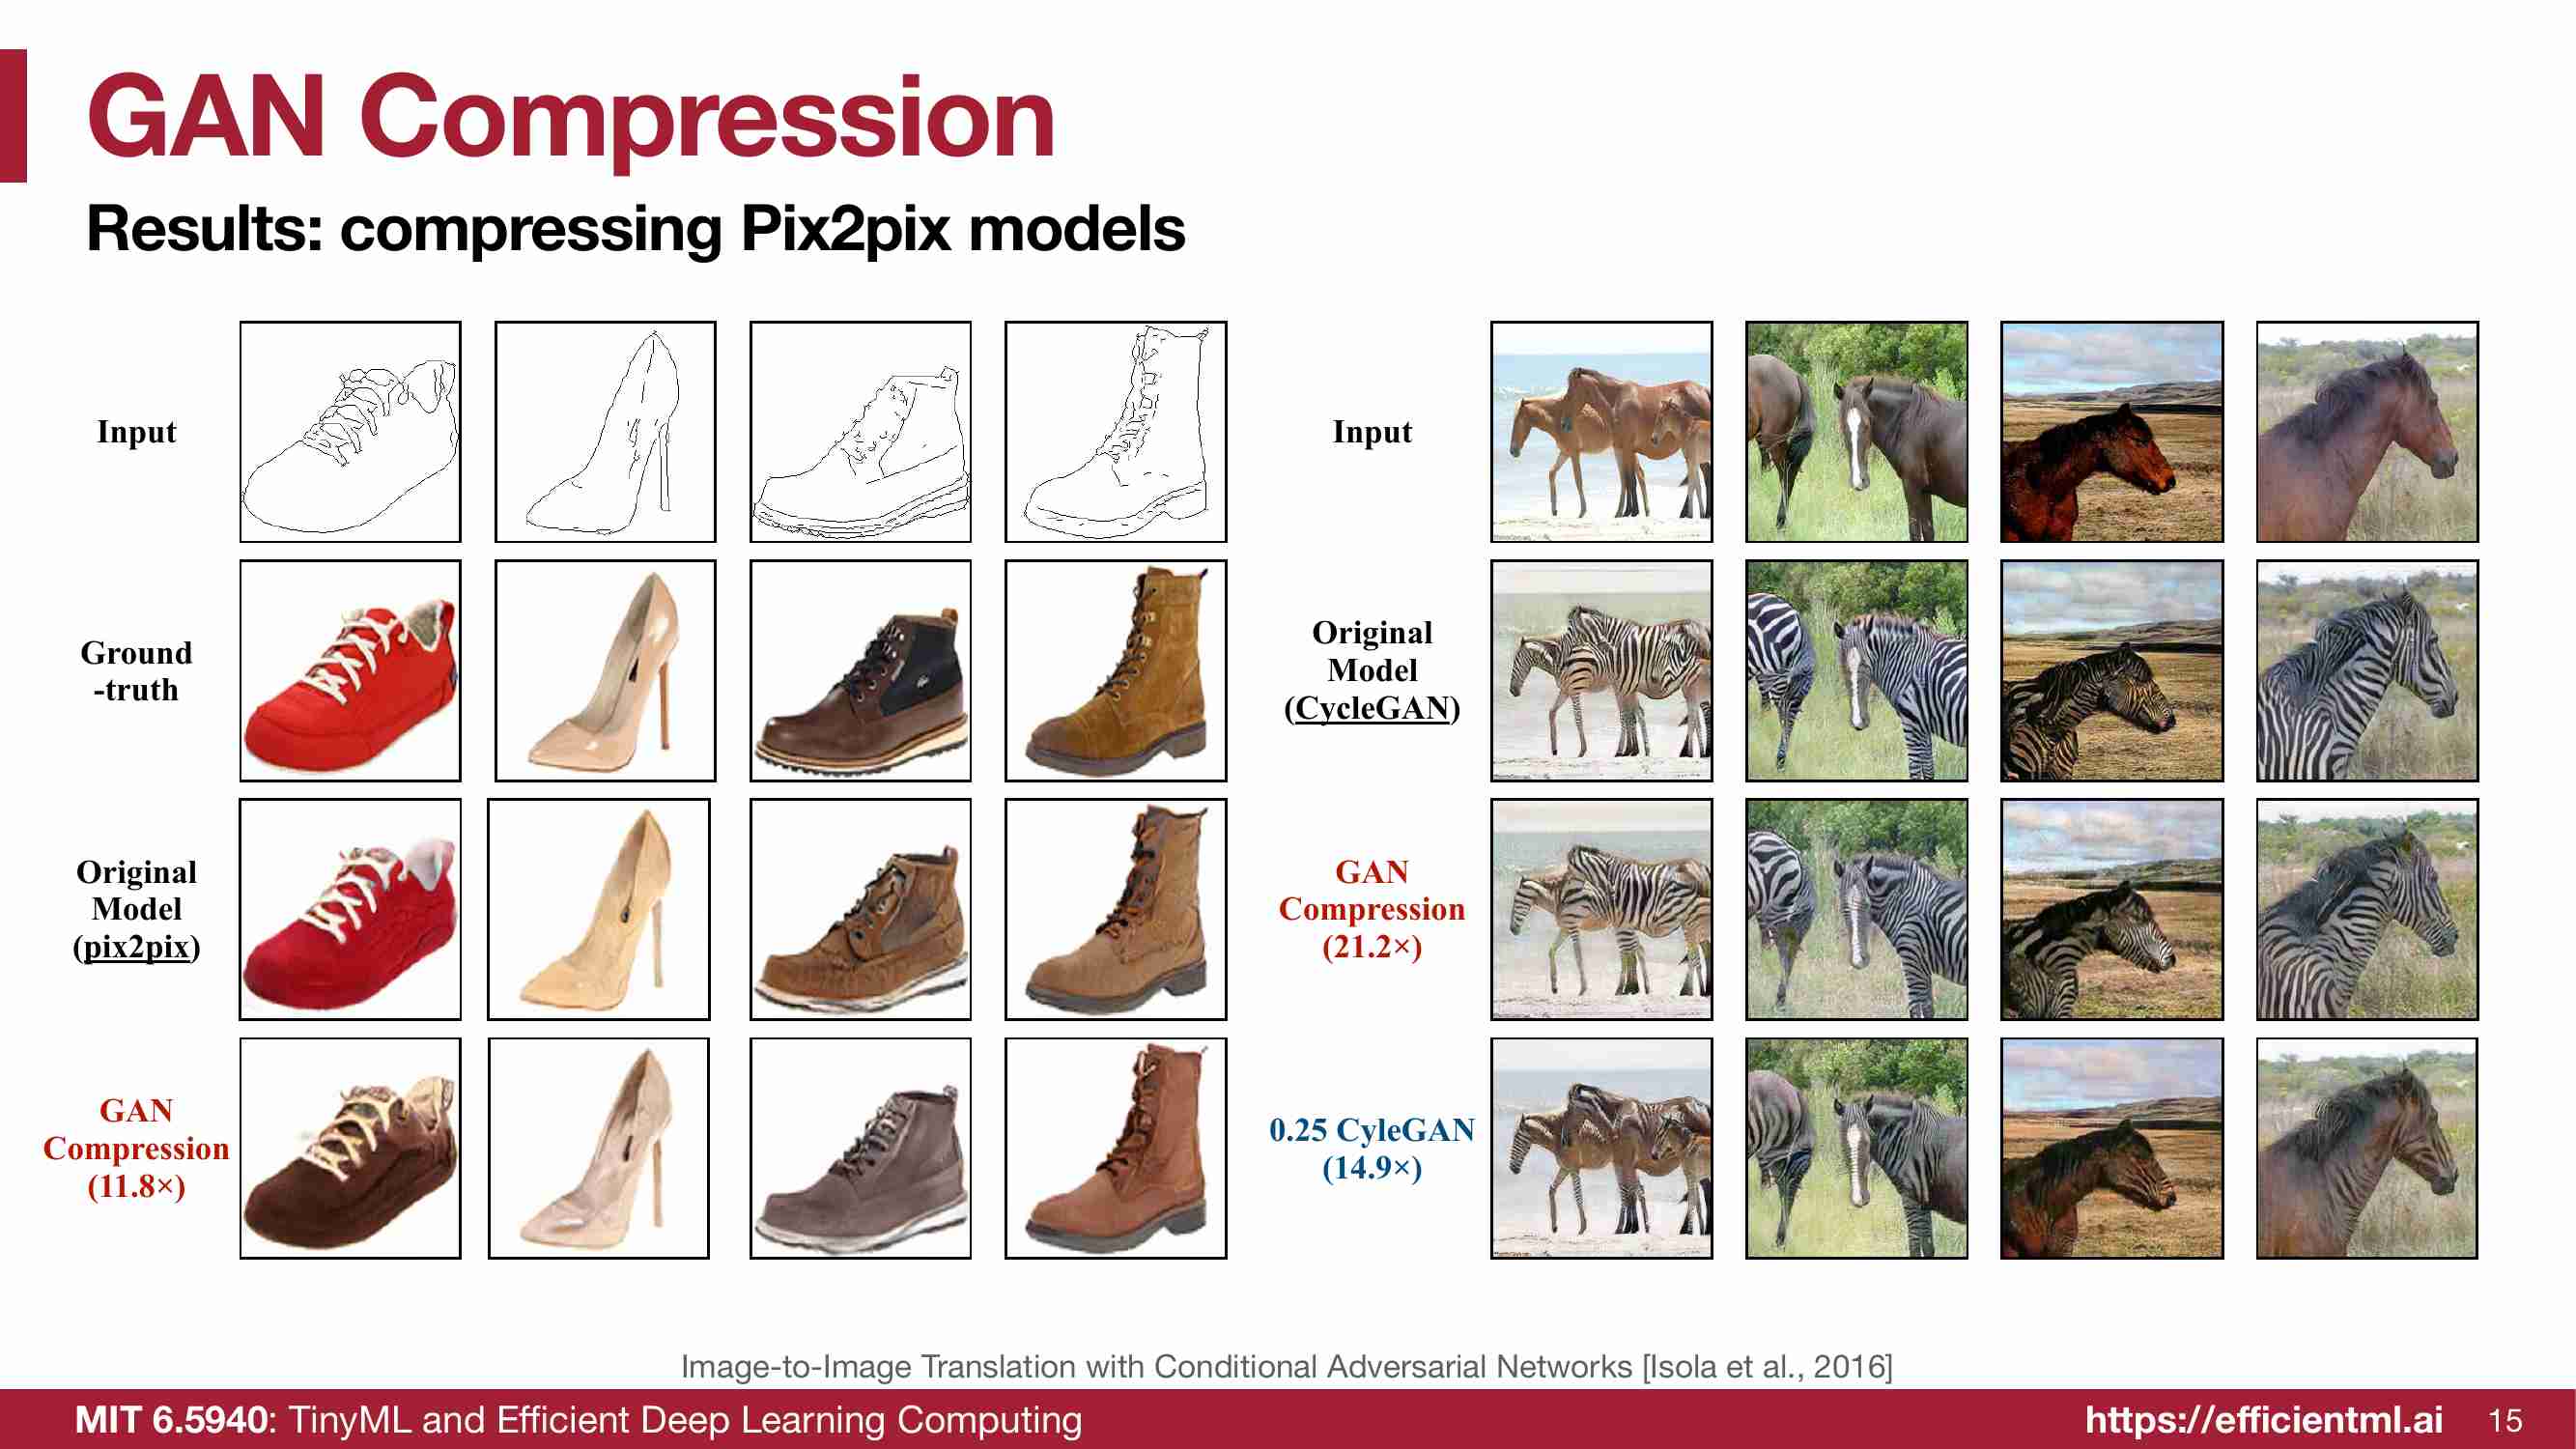 GAN Compression
Results: compressing Pix2pix models
Input
Ground
-truth
Original
Model
(pix2pix)
GAN
Compression
(11.8×)
Input
Original
Model
(CycleGAN)
GAN
Compression
(21.2×)
0.25 CyleGAN
(14.9×)
Image-to-Image Translation with Conditional Adversarial Networks [Isola et al., 2016]
MIT 6.5940: TinyML and Efficient Deep Learning Computing
https://efficientml.ai 15